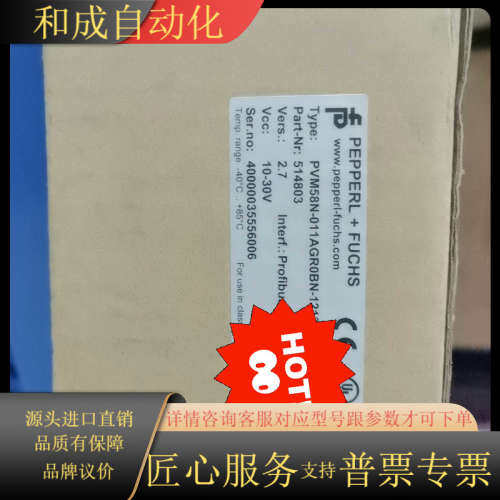 和成自动化
PEPPERL + FUCHS
www.pepperl-fuchs.com
Type: PVM58N-011AGR0BN-121
Part-Nr: 514803
Vers.: 2.7 Interf.: Profibu
Vcc: 10-30V
Ser.no: 40000035556006
Temp. range -40°C .. +85°C
For use in class
CE
HOT
源头进口直销
品质有保障
品牌议价
详情咨询客服对应型号跟参数才可下单
匠心服务 支持 普票专票